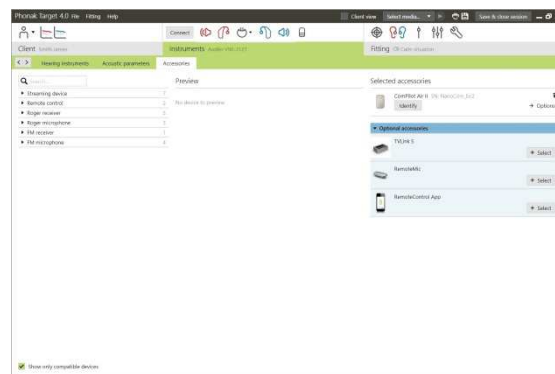 Phonak Target 4.0 File Fitting Help
Client view
Save & close session
Connect
Client
Instruments
Fitting
Hearing instruments
Acoustic parameters
Accessories
Preview
Selected accessories
Streaming device 7
Remote control
Roger receiver
Roger microphone
FM receiver
FM microphone
No device to preview
ComPilot Air II
Identify
Optional accessories
TVLink S
+ Select
RemoteMic
+ Select
RemoteControl App
+ Select
Show only compatible devices